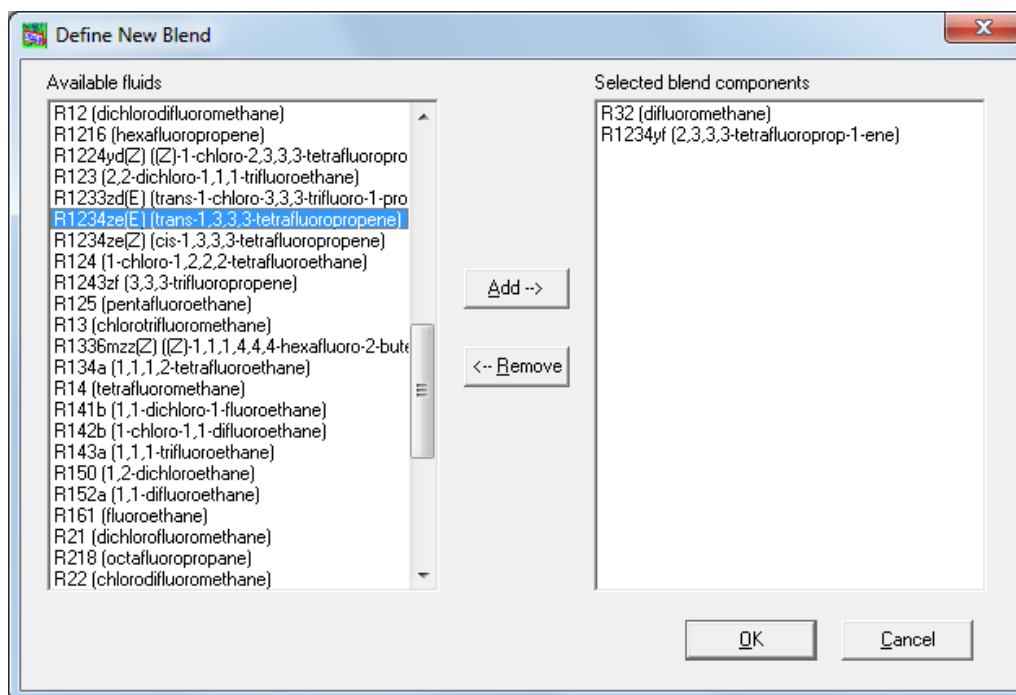 Define New Blend
Available fluids
R12 (dichlorodifluoromethane)
R1216 (hexafluoropropene)
R1224yd(Z) ((Z)-1-chloro-2,3,3,3-tetrafluoropro
R123 (2,2-dichloro-1,1,1-trifluoroethane)
R1233zd(E) (trans-1-chloro-3,3,3-trifluoro-1-pro
R1234ze(E) (trans-1,3,3,3-tetrafluoropropene)
R1234ze(Z) (cis-1,3,3,3-tetrafluoropropene)
R124 (1-chloro-1,2,2,2-tetrafluoroethane)
R1243zf (3,3,3-trifluoropropene)
R125 (pentafluoroethane)
R13 (chlorotrifluoromethane)
R1336mzz(Z) ((Z)-1,1,1,4,4,4-hexafluoro-2-bute
R134a (1,1,1,2-tetrafluoroethane)
R14 (tetrafluoromethane)
R141b (1,1-dichloro-1-fluoroethane)
R142b (1-chloro-1,1-difluoroethane)
R143a (1,1,1-trifluoroethane)
R150 (1,2-dichloroethane)
R152a (1,1-difluoroethane)
R161 (fluoroethane)
R21 (dichlorofluoromethane)
R218 (octafluoropropane)
R22 (chlorodifluoromethane)
Add -->
<-- Remove
Selected blend components
R32 (difluoromethane)
R1234yf (2,3,3,3-tetrafluoroprop-1-ene)
OK
Cancel